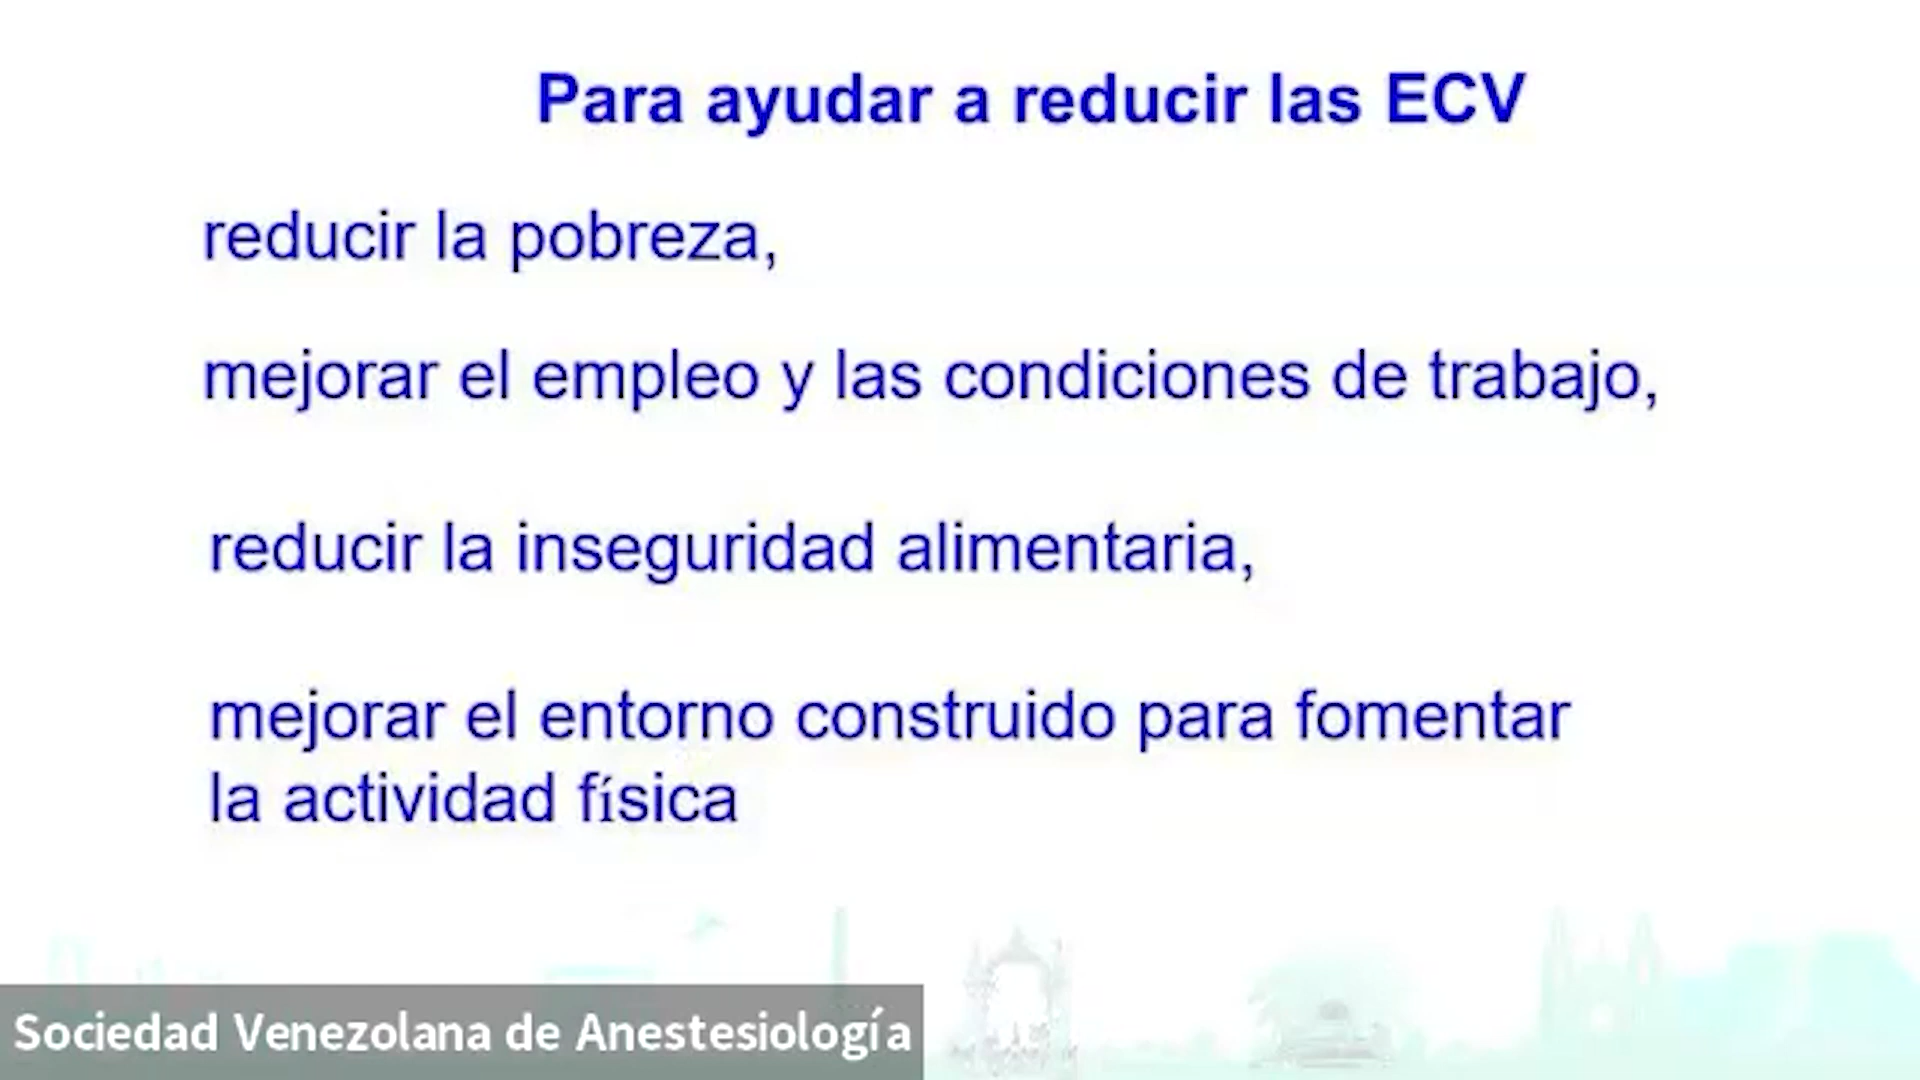 Para ayudar a reducir las ECV
reducir la pobreza,
mejorar el empleo y las condiciones de trabajo,
reducir la inseguridad alimentaria,
mejorar el entorno construido para fomentar
la actividad física
Sociedad Venezolana de Anestesiología